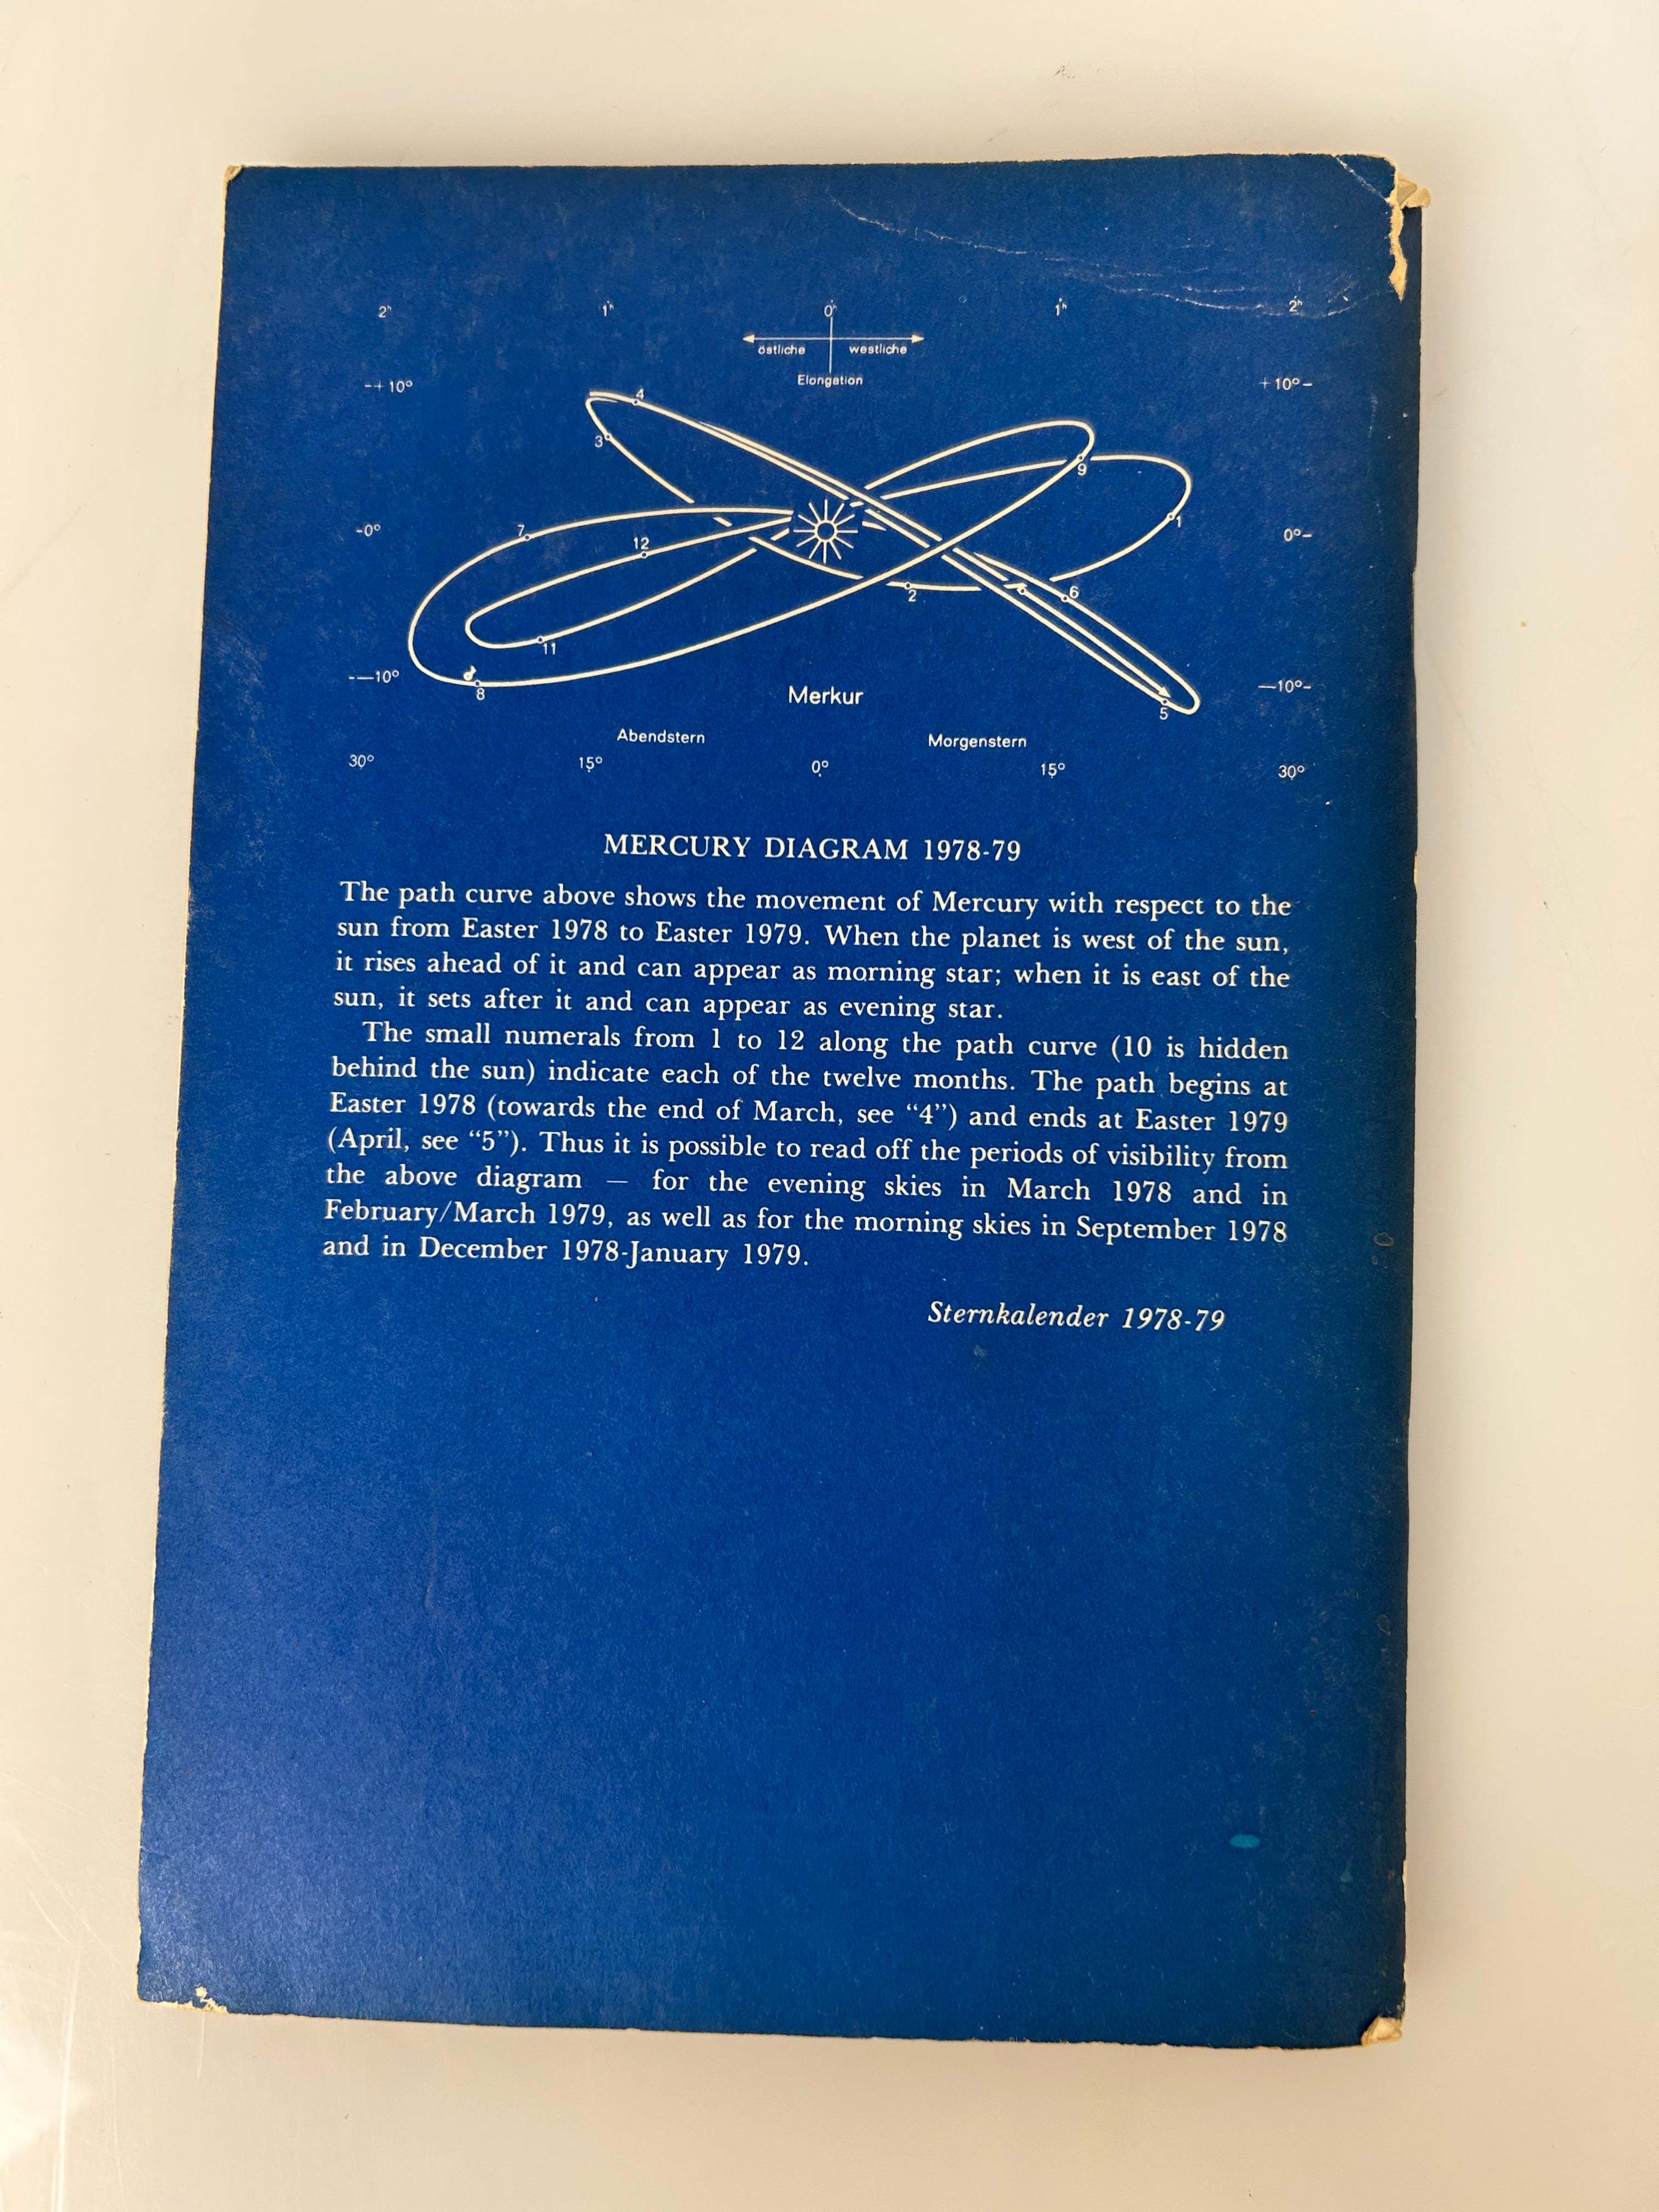 2ʰ 1ʰ 0ʰ 1ʰ 2ʰ
östliche westliche
Elongation
-+ 10° + 10° -
4
3
9
1
-0° 0°-
7
12
2
6
11
8
5
-—10° —10°-
Merkur
Abendstern Morgenstern
30° 15° 0° 15° 30°
MERCURY DIAGRAM 1978-79
The path curve above shows the movement of Mercury with respect to the
sun from Easter 1978 to Easter 1979. When the planet is west of the sun,
it rises ahead of it and can appear as morning star; when it is east of the
sun, it sets after it and can appear as evening star.
The small numerals from 1 to 12 along the path curve (10 is hidden
behind the sun) indicate each of the twelve months. The path begins at
Easter 1978 (towards the end of March, see “4”) and ends at Easter 1979
(April, see “5”). Thus it is possible to read off the periods of visibility from
the above diagram — for the evening skies in March 1978 and in
February/March 1979, as well as for the morning skies in September 1978
and in December 1978-January 1979.
Sternkalender 1978-79